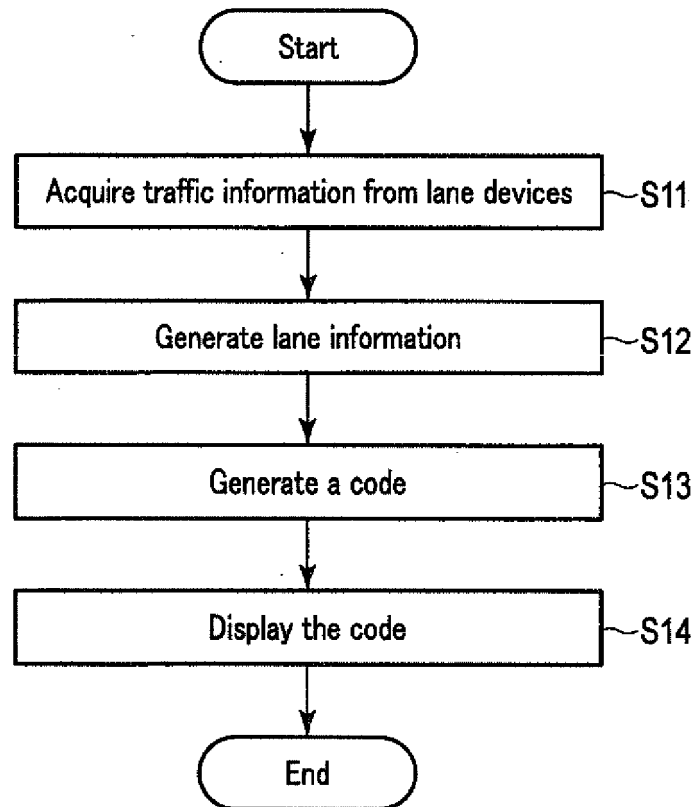 Start
Acquire traffic information from lane devices
S11
Generate lane information
S12
Generate a code
S13
Display the code
S14
End